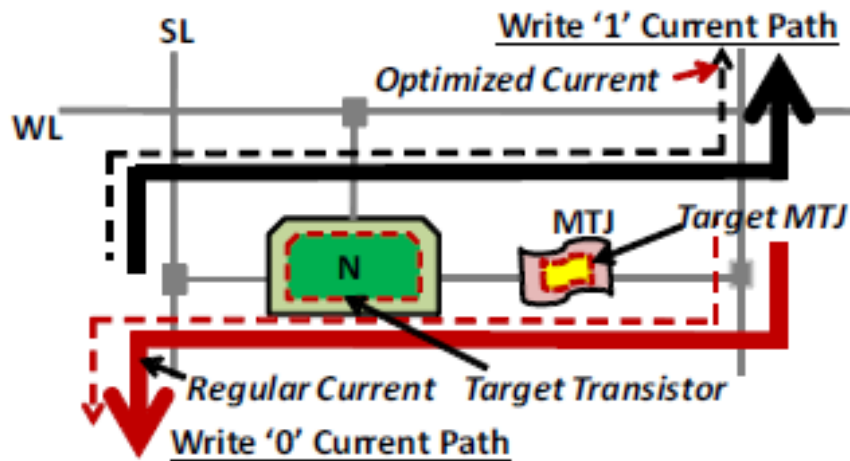 SL
Write ‘1’ Current Path
Optimized Current
WL
MTJ
Target MTJ
N
Regular Current
Target Transistor
Write ‘0’ Current Path